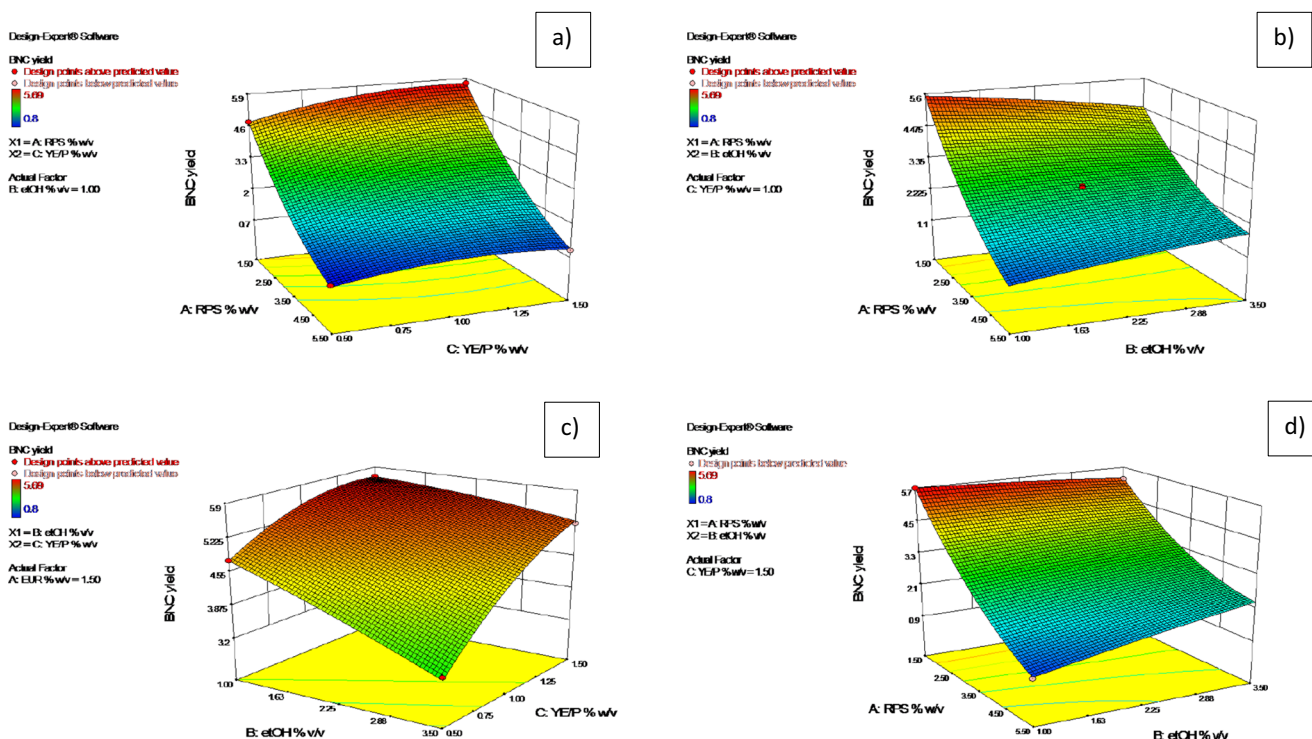 a)
Design-Expert® Software
BNC yield
Design points above predicted value
Design points below predicted value
5.69
0.8
X1 = A: RPS % w/v
X2 = C: YE/P % w/v
Actual Factor
B: etOH % v/v = 1.00
5.9
4.6
3.3
2
0.7
BNC yield
1.50
2.50
3.50
4.50
5.50
A: RPS % w/v
0.50
0.75
1.00
1.25
1.50
C: YE/P % w/v
b)
Design-Expert® Software
BNC yield
Design points above predicted value
Design points below predicted value
5.69
0.8
X1 = A: RPS % w/v
X2 = B: etOH % v/v
Actual Factor
C: YE/P % w/v = 1.00
5.6
4.475
3.35
2.225
1.1
BNC yield
1.50
2.50
3.50
4.50
5.50
A: RPS % w/v
1.00
1.63
2.25
2.88
3.50
B: etOH % v/v
c)
Design-Expert® Software
BNC yield
Design points above predicted value
Design points below predicted value
5.69
0.8
X1 = B: etOH % v/v
X2 = C: YE/P % w/v
Actual Factor
A: EUR % w/v = 1.50
5.9
5.225
4.55
3.875
3.2
BNC yield
1.00
1.63
2.25
2.88
3.50
B: etOH % v/v
0.50
0.75
1.00
1.25
1.50
C: YE/P % w/v
d)
Design-Expert® Software
BNC yield
Design points below predicted value
5.69
0.8
X1 = A: RPS % w/v
X2 = B: etOH % v/v
Actual Factor
C: YE/P % w/v = 1.50
5.7
4.5
3.3
2.1
0.9
BNC yield
1.50
2.50
3.50
4.50
5.50
A: RPS % w/v
1.00
1.63
2.25
2.88
3.50
B: etOH % v/v